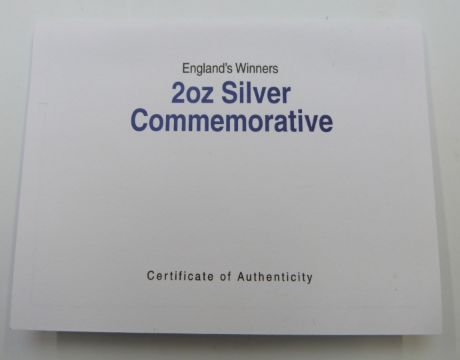 England's Winners
2oz Silver
Commemorative
Certificate of Authenticity